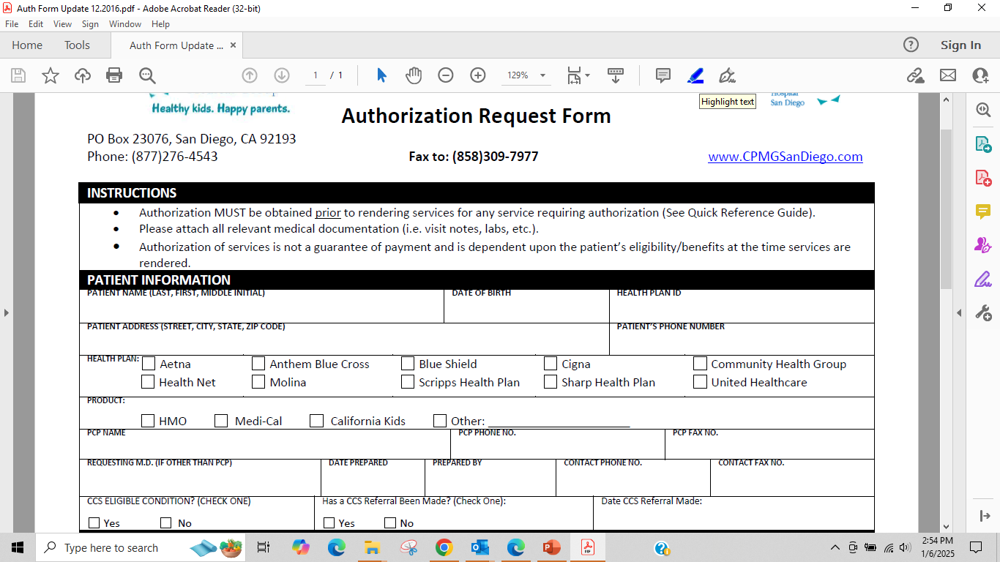 Auth Form Update 12.2016.pdf - Adobe Acrobat Reader (32-bit)
File Edit View Sign Window Help
Home Tools Auth Form Update ... × Sign In
1 / 1 129%
Highlight text
Hospital
San Diego
Healthy kids. Happy parents.
Authorization Request Form
PO Box 23076, San Diego, CA 92193
Phone: (877)276-4543 Fax to: (858)309-7977 www.CPMGSanDiego.com
INSTRUCTIONS
• Authorization MUST be obtained prior to rendering services for any service requiring authorization (See Quick Reference Guide).
• Please attach all relevant medical documentation (i.e. visit notes, labs, etc.).
• Authorization of services is not a guarantee of payment and is dependent upon the patient's eligibility/benefits at the time services are
rendered.
PATIENT INFORMATION
PATIENT NAME (LAST, FIRST, MIDDLE INITIAL) DATE OF BIRTH HEALTH PLAN ID
PATIENT ADDRESS (STREET, CITY, STATE, ZIP CODE) PATIENT'S PHONE NUMBER
HEALTH PLAN: Aetna Anthem Blue Cross Blue Shield Cigna Community Health Group
Health Net Molina Scripps Health Plan Sharp Health Plan United Healthcare
PRODUCT:
HMO Medi-Cal California Kids Other: ______________________
PCP NAME PCP PHONE NO. PCP FAX NO.
REQUESTING M.D. (IF OTHER THAN PCP) DATE PREPARED PREPARED BY CONTACT PHONE NO. CONTACT FAX NO.
CCS ELIGIBLE CONDITION? (CHECK ONE) Has a CCS Referral Been Made? (Check One): Date CCS Referral Made:
Yes No Yes No
Type here to search
2:54 PM
1/6/2025